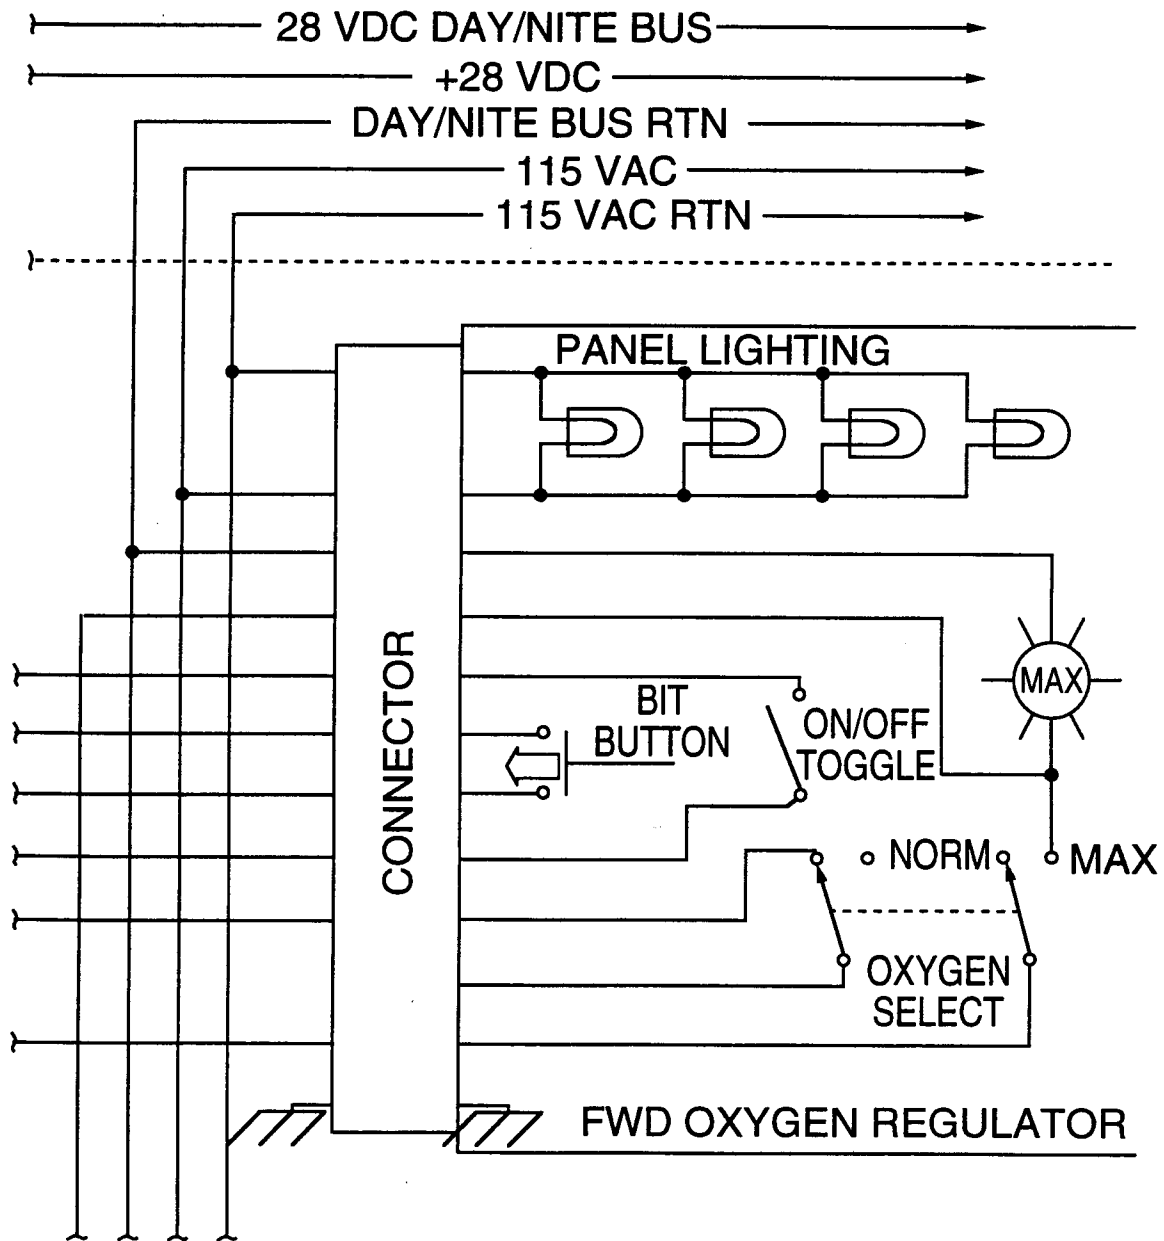 28 VDC DAY/NITE BUS
+28 VDC
DAY/NITE BUS RTN
115 VAC
115 VAC RTN
PANEL LIGHTING
CONNECTOR
MAX
BIT
BUTTON
ON/OFF
TOGGLE
NORM
MAX
OXYGEN
SELECT
FWD OXYGEN REGULATOR